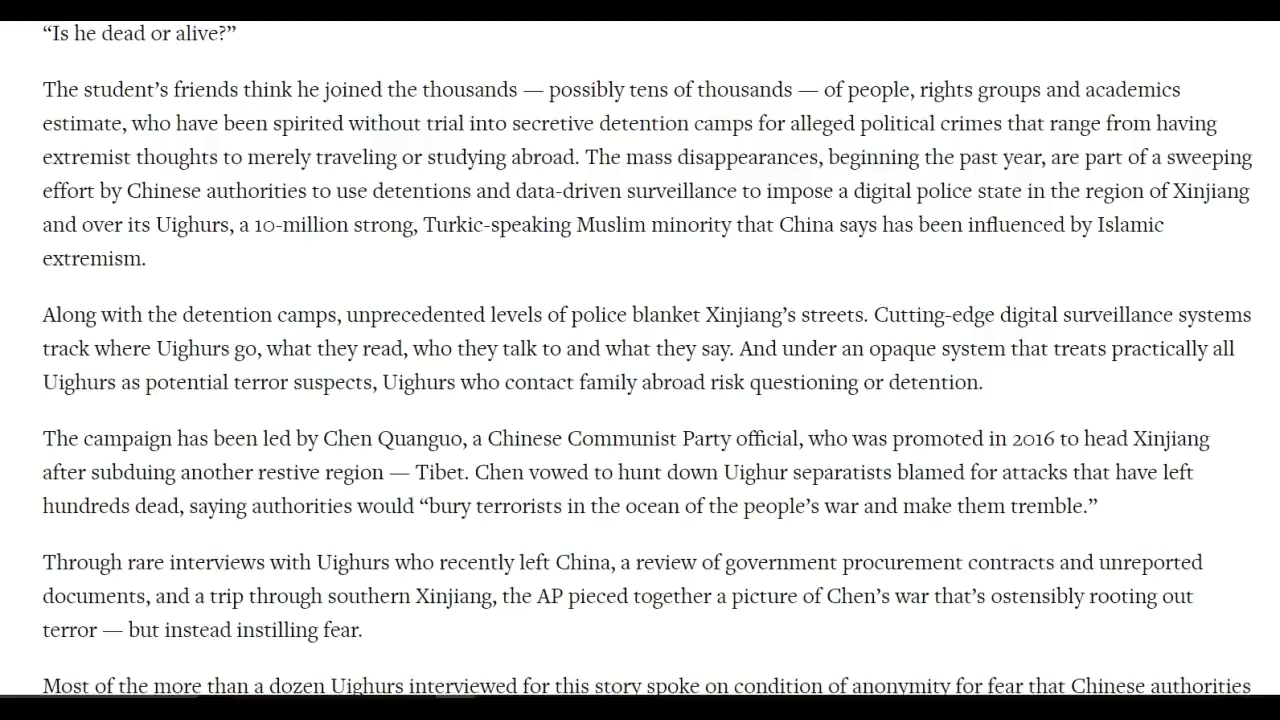 “Is he dead or alive?”
The student’s friends think he joined the thousands — possibly tens of thousands — of people, rights groups and academics
estimate, who have been spirited without trial into secretive detention camps for alleged political crimes that range from having
extremist thoughts to merely traveling or studying abroad. The mass disappearances, beginning the past year, are part of a sweeping
effort by Chinese authorities to use detentions and data-driven surveillance to impose a digital police state in the region of Xinjiang
and over its Uighurs, a 10-million strong, Turkic-speaking Muslim minority that China says has been influenced by Islamic
extremism.
Along with the detention camps, unprecedented levels of police blanket Xinjiang’s streets. Cutting-edge digital surveillance systems
track where Uighurs go, what they read, who they talk to and what they say. And under an opaque system that treats practically all
Uighurs as potential terror suspects, Uighurs who contact family abroad risk questioning or detention.
The campaign has been led by Chen Quanguo, a Chinese Communist Party official, who was promoted in 2016 to head Xinjiang
after subduing another restive region — Tibet. Chen vowed to hunt down Uighur separatists blamed for attacks that have left
hundreds dead, saying authorities would “bury terrorists in the ocean of the people’s war and make them tremble.”
Through rare interviews with Uighurs who recently left China, a review of government procurement contracts and unreported
documents, and a trip through southern Xinjiang, the AP pieced together a picture of Chen’s war that’s ostensibly rooting out
terror — but instead instilling fear.
Most of the more than a dozen Uighurs interviewed for this story spoke on condition of anonymity for fear that Chinese authorities